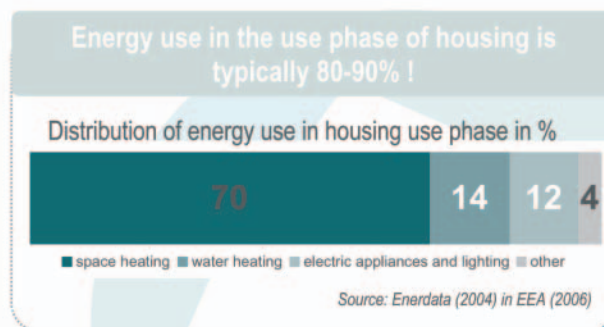 Energy use in the use phase of housing is
typically 80-90% !
Distribution of energy use in housing use phase in %
70 14 12 4
space heating water heating electric appliances and lighting other
Source: Enerdata (2004) in EEA (2006)